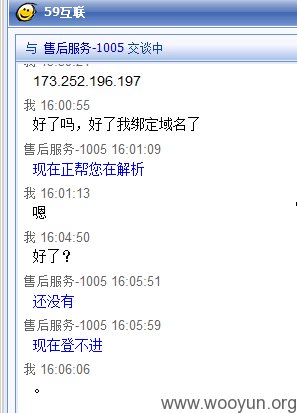 59互联
与 售后服务-1005 交谈中
173.252.196.197
我 16:00:55
好了吗，好了我绑定域名了
售后服务-1005 16:01:09
现在正帮您在解析
我 16:01:13
嗯
我 16:04:50
好了？
售后服务-1005 16:05:51
还没有
售后服务-1005 16:05:59
现在登不进
我 16:06:06
。
www.wooyun.org